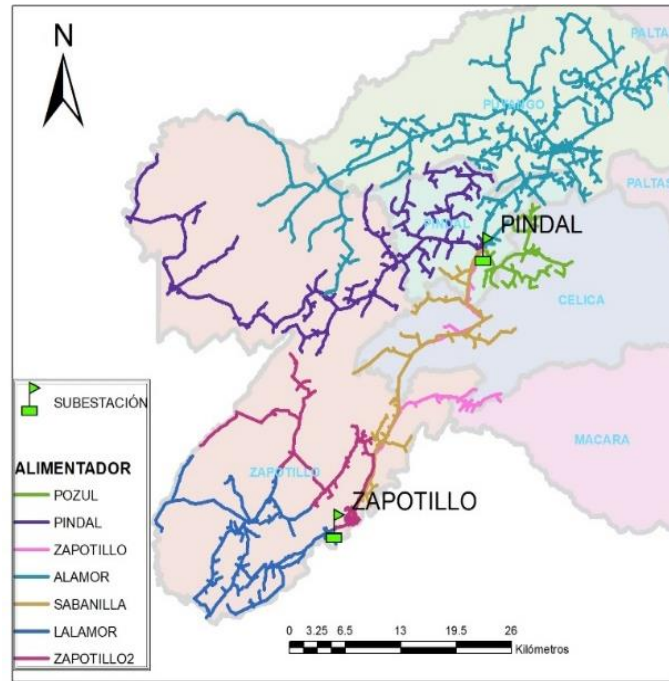 N
PALTAS
PUYANGO
PALTAS
PINDAL
PINDAL
CELICA
MACARA
ZAPOTILLO
ZAPOTILLO
SUBESTACIÓN
ALIMENTADOR
POZUL
PINDAL
ZAPOTILLO
ALAMOR
SABANILLA
LALAMOR
ZAPOTILLO2
0 3.25 6.5 13 19.5 26
Kilómetros